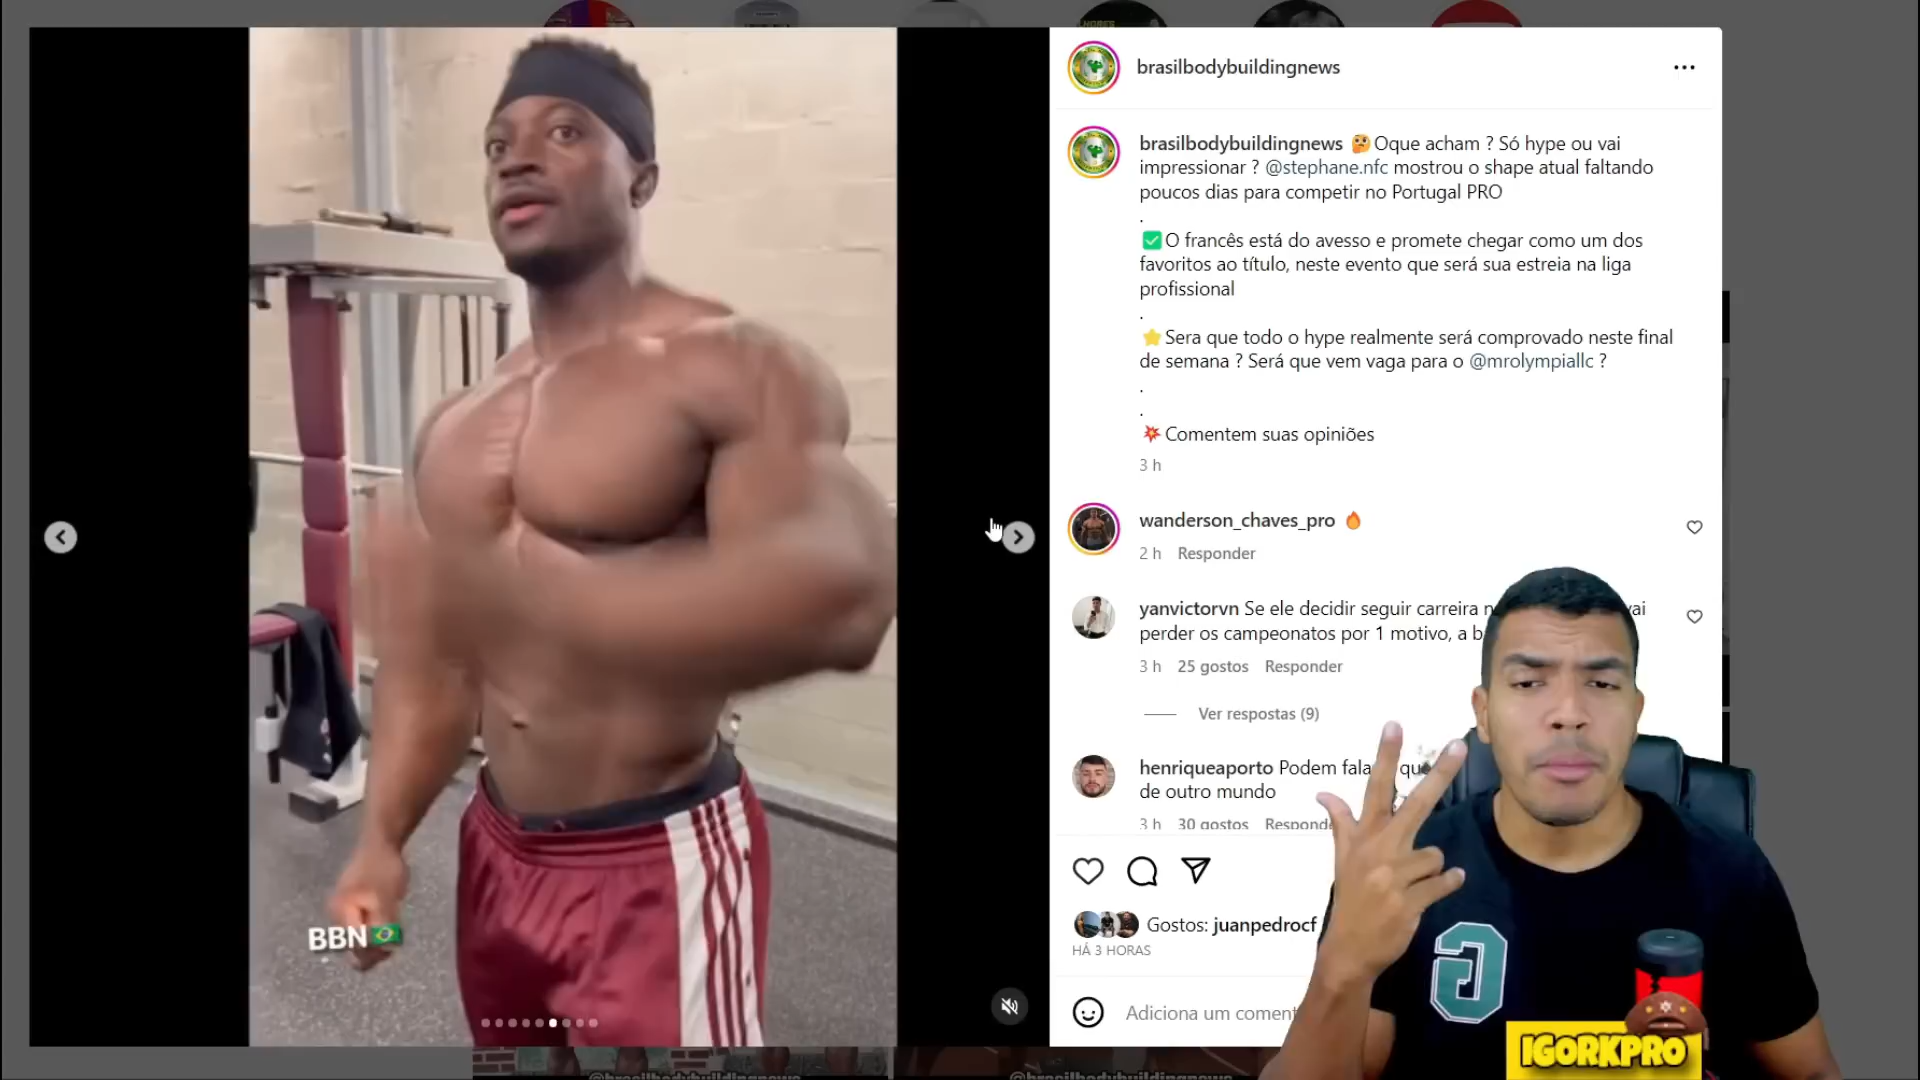 HORES
brasilbodybuildingnews
brasilbodybuildingnews 🤔Oque acham ? Só hype ou vai
impressionar ? @stephane.nfc mostrou o shape atual faltando
poucos dias para competir no Portugal PRO
.
✅O francês está do avesso e promete chegar como um dos
favoritos ao título, neste evento que será sua estreia na liga
profissional
.
⭐Sera que todo o hype realmente será comprovado neste final
de semana ? Será que vem vaga para o @mrolympiallc ?
.
.
💥Comentem suas opiniões
3 h
wanderson_chaves_pro 🔥
2 h Responder
yanvictorvn Se ele decidir seguir carreira
perder os campeonatos por 1 motivo, a
3 h 25 gostos Responder
Ver respostas (9)
henriqueaporto Podem
de outro mundo
3 h 30 gostos
Gostos: juanpedrocf
HÁ 3 HORAS
Adiciona um
BBN
G
IGORKPRO
@brasilbodybuildingnews @brasilbodybuildingnews